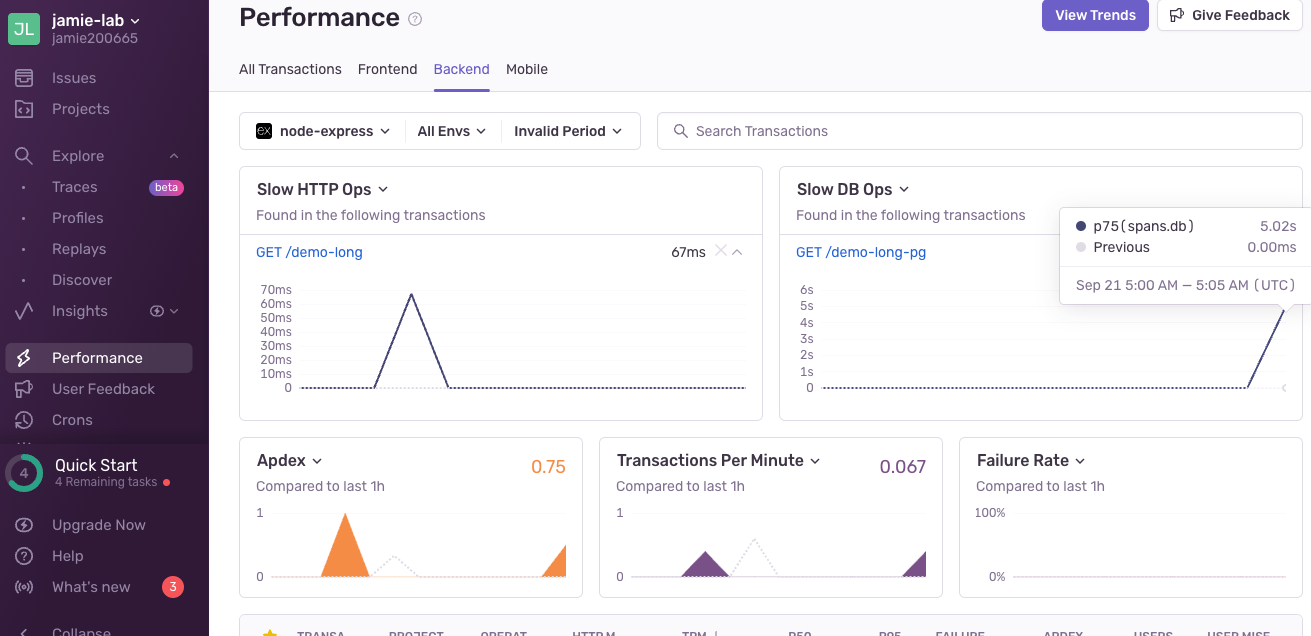 JL
jamie-lab
jamie200665
Issues
Projects
Explore
Traces
beta
Profiles
Replays
Discover
Insights
Performance
User Feedback
Crons
4
Quick Start
4 Remaining tasks
Upgrade Now
Help
What's new
3
Collapse
Performance
?
View Trends
Give Feedback
All Transactions
Frontend
Backend
Mobile
ex
node-express
All Envs
Invalid Period
Search Transactions
Slow HTTP Ops
Found in the following transactions
GET /demo-long
67ms
70ms
60ms
50ms
40ms
30ms
20ms
10ms
0
Slow DB Ops
Found in the following transactions
GET /demo-long-pg
p75(spans.db)
5.02s
Previous
0.00ms
Sep 21 5:00 AM — 5:05 AM (UTC)
6s
5s
4s
3s
2s
1s
0
Apdex
0.75
Compared to last 1h
1
0
Transactions Per Minute
0.067
Compared to last 1h
1
0
Failure Rate
Compared to last 1h
100%
0%
TRANSA
PROJECT
OPERAT
HTTP M
TPM ↓
P50
P95
FAILURE
APDEX
USERS
USER MISE